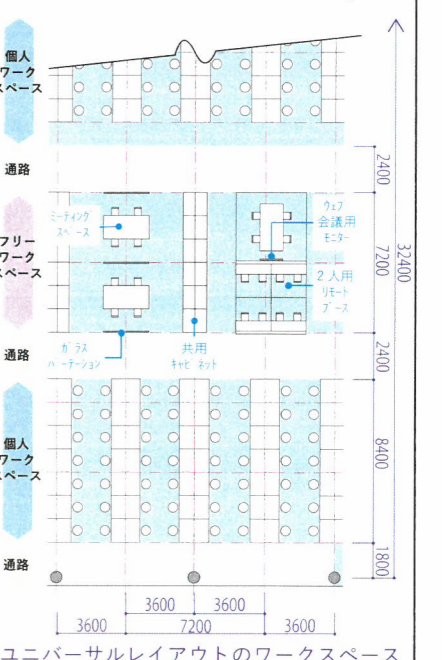 個人
ワーク
スペース
通路
フリー
ワーク
スペース
通路
個人
ワーク
スペース
通路
ミーティング
スペース
ウェブ
会議用
モニター
2人用
リモート
ブース
ガラス
パーテーション
共用
キャビネット
2400
7200
32400
2400
8400
1800
3600
3600
3600
7200
3600
ユニバーサルレイアウトのワークスペース